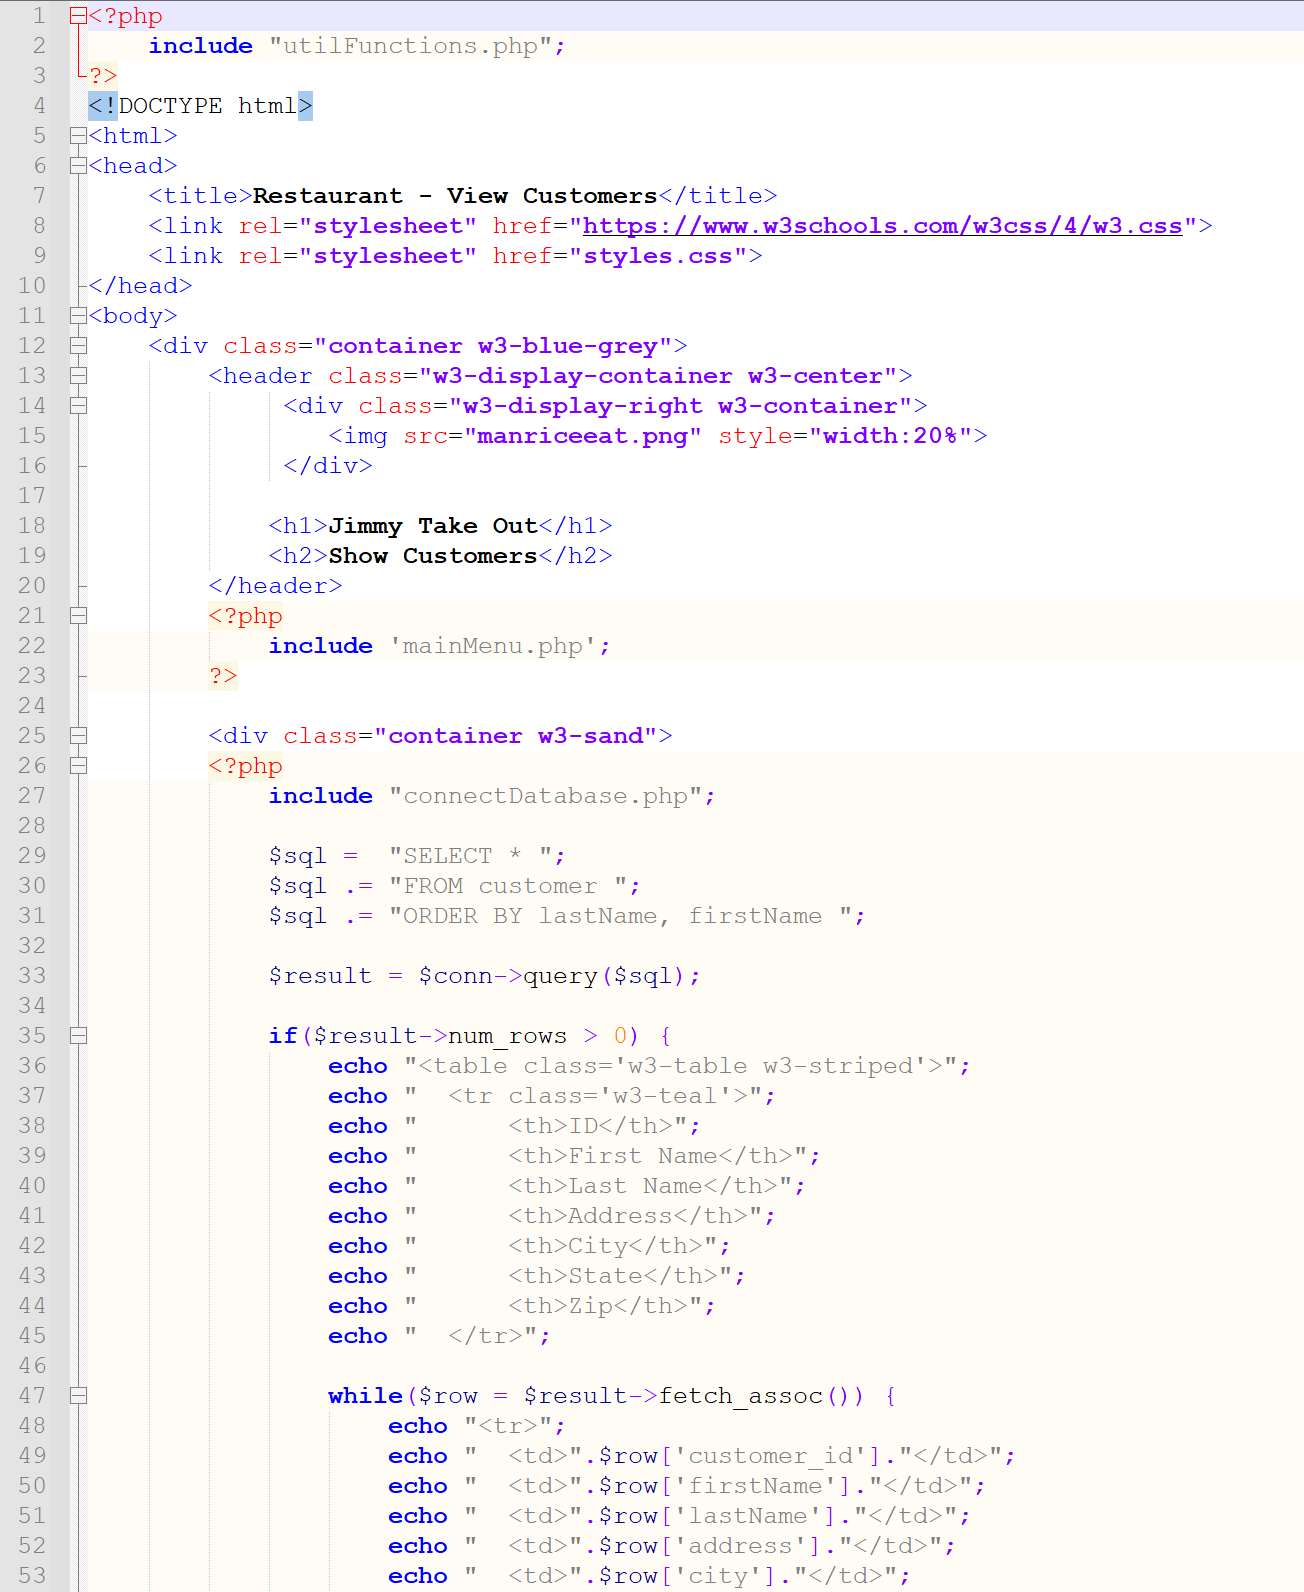 1 <?php
2 include "utilFunctions.php";
3 ?>
4 <!DOCTYPE html>
5 <html>
6 <head>
7 <title>Restaurant - View Customers</title>
8 <link rel="stylesheet" href="https://www.w3schools.com/w3css/4/w3.css">
9 <link rel="stylesheet" href="styles.css">
10 </head>
11 <body>
12 <div class="container w3-blue-grey">
13 <header class="w3-display-container w3-center">
14 <div class="w3-display-right w3-container">
15 <img src="manriceeat.png" style="width:20%">
16 </div>
17
18 <h1>Jimmy Take Out</h1>
19 <h2>Show Customers</h2>
20 </header>
21 <?php
22 include 'mainMenu.php';
23 ?>
24
25 <div class="container w3-sand">
26 <?php
27 include "connectDatabase.php";
28
29 $sql =  "SELECT * ";
30 $sql .= "FROM customer ";
31 $sql .= "ORDER BY lastName, firstName ";
32
33 $result = $conn->query($sql);
34
35 if($result->num_rows > 0) {
36 echo "<table class='w3-table w3-striped'>";
37 echo "  <tr class='w3-teal'>";
38 echo "      <th>ID</th>";
39 echo "      <th>First Name</th>";
40 echo "      <th>Last Name</th>";
41 echo "      <th>Address</th>";
42 echo "      <th>City</th>";
43 echo "      <th>State</th>";
44 echo "      <th>Zip</th>";
45 echo "  </tr>";
46
47 while($row = $result->fetch_assoc()) {
48 echo "<tr>";
49 echo "  <td>".$row['customer_id']."</td>";
50 echo "  <td>".$row['firstName']."</td>";
51 echo "  <td>".$row['lastName']."</td>";
52 echo "  <td>".$row['address']."</td>";
53 echo "  <td>".$row['city']."</td>";